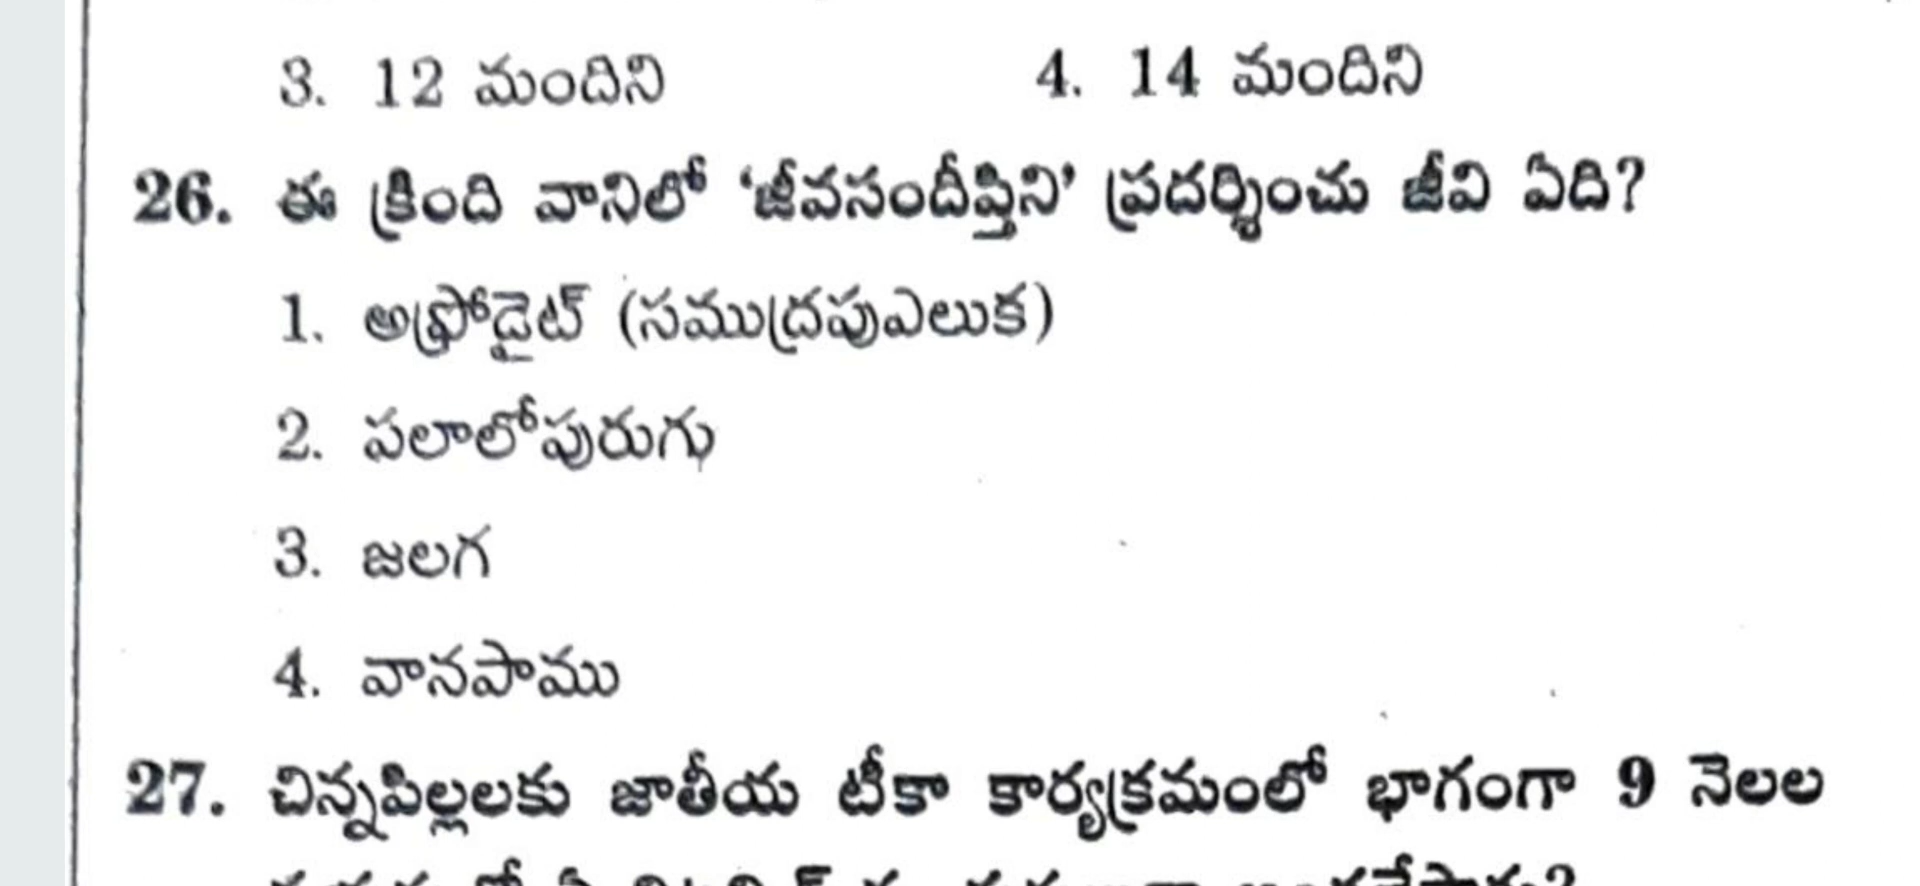 3. 12 మందిని 4. 14 మందిని
26. ఈ క్రింది వానిలో ‘జీవసందీప్తిని’ ప్రదర్శించు జీవి ఏది?
1. అఫ్రోడైట్ (సముద్రపుఎలుక)
2. పలాలోపురుగు
3. జలగ
4. వానపాము
27. చిన్నపిల్లలకు జాతీయ టీకా కార్యక్రమంలో భాగంగా 9 నెలల